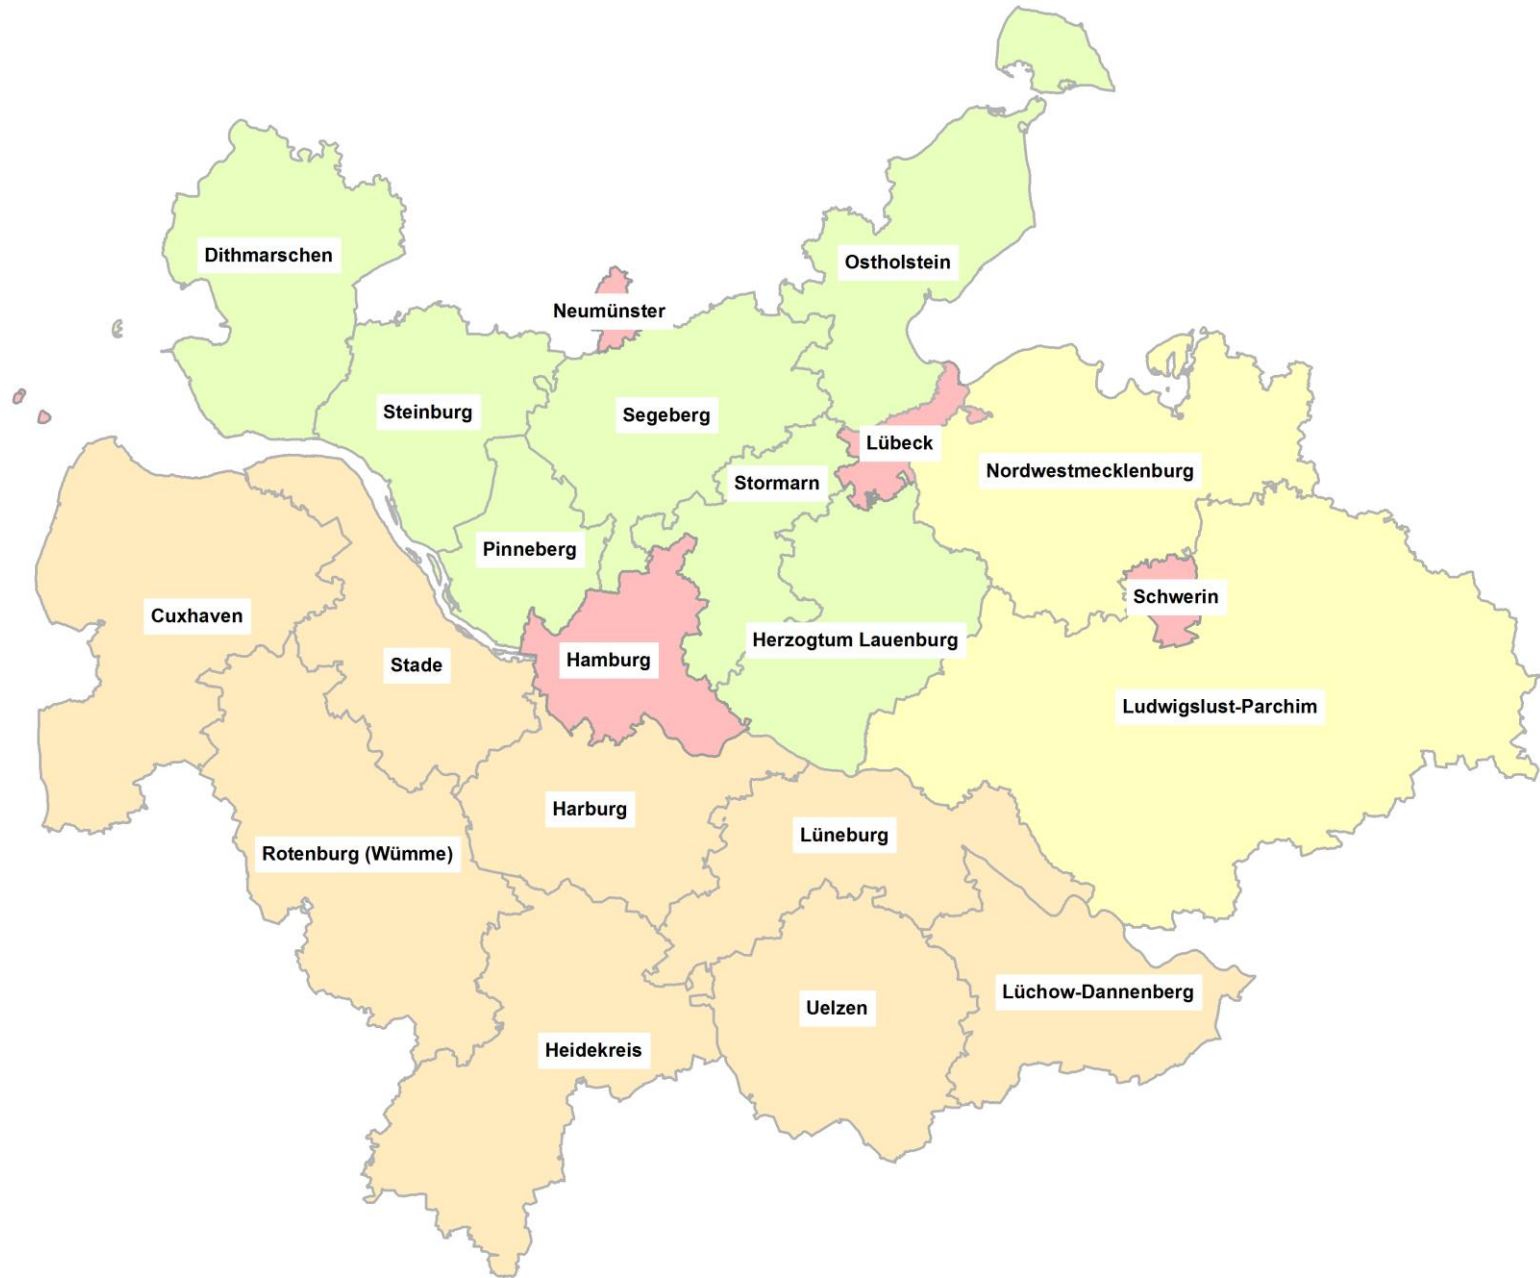 Dithmarschen
Ostholstein
Neumünster
Steinburg
Segeberg
Lübeck
Nordwestmecklenburg
Stormarn
Pinneberg
Schwerin
Cuxhaven
Herzogtum Lauenburg
Hamburg
Stade
Ludwigslust-Parchim
Harburg
Lüneburg
Rotenburg (Wümme)
Lüchow-Dannenberg
Uelzen
Heidekreis